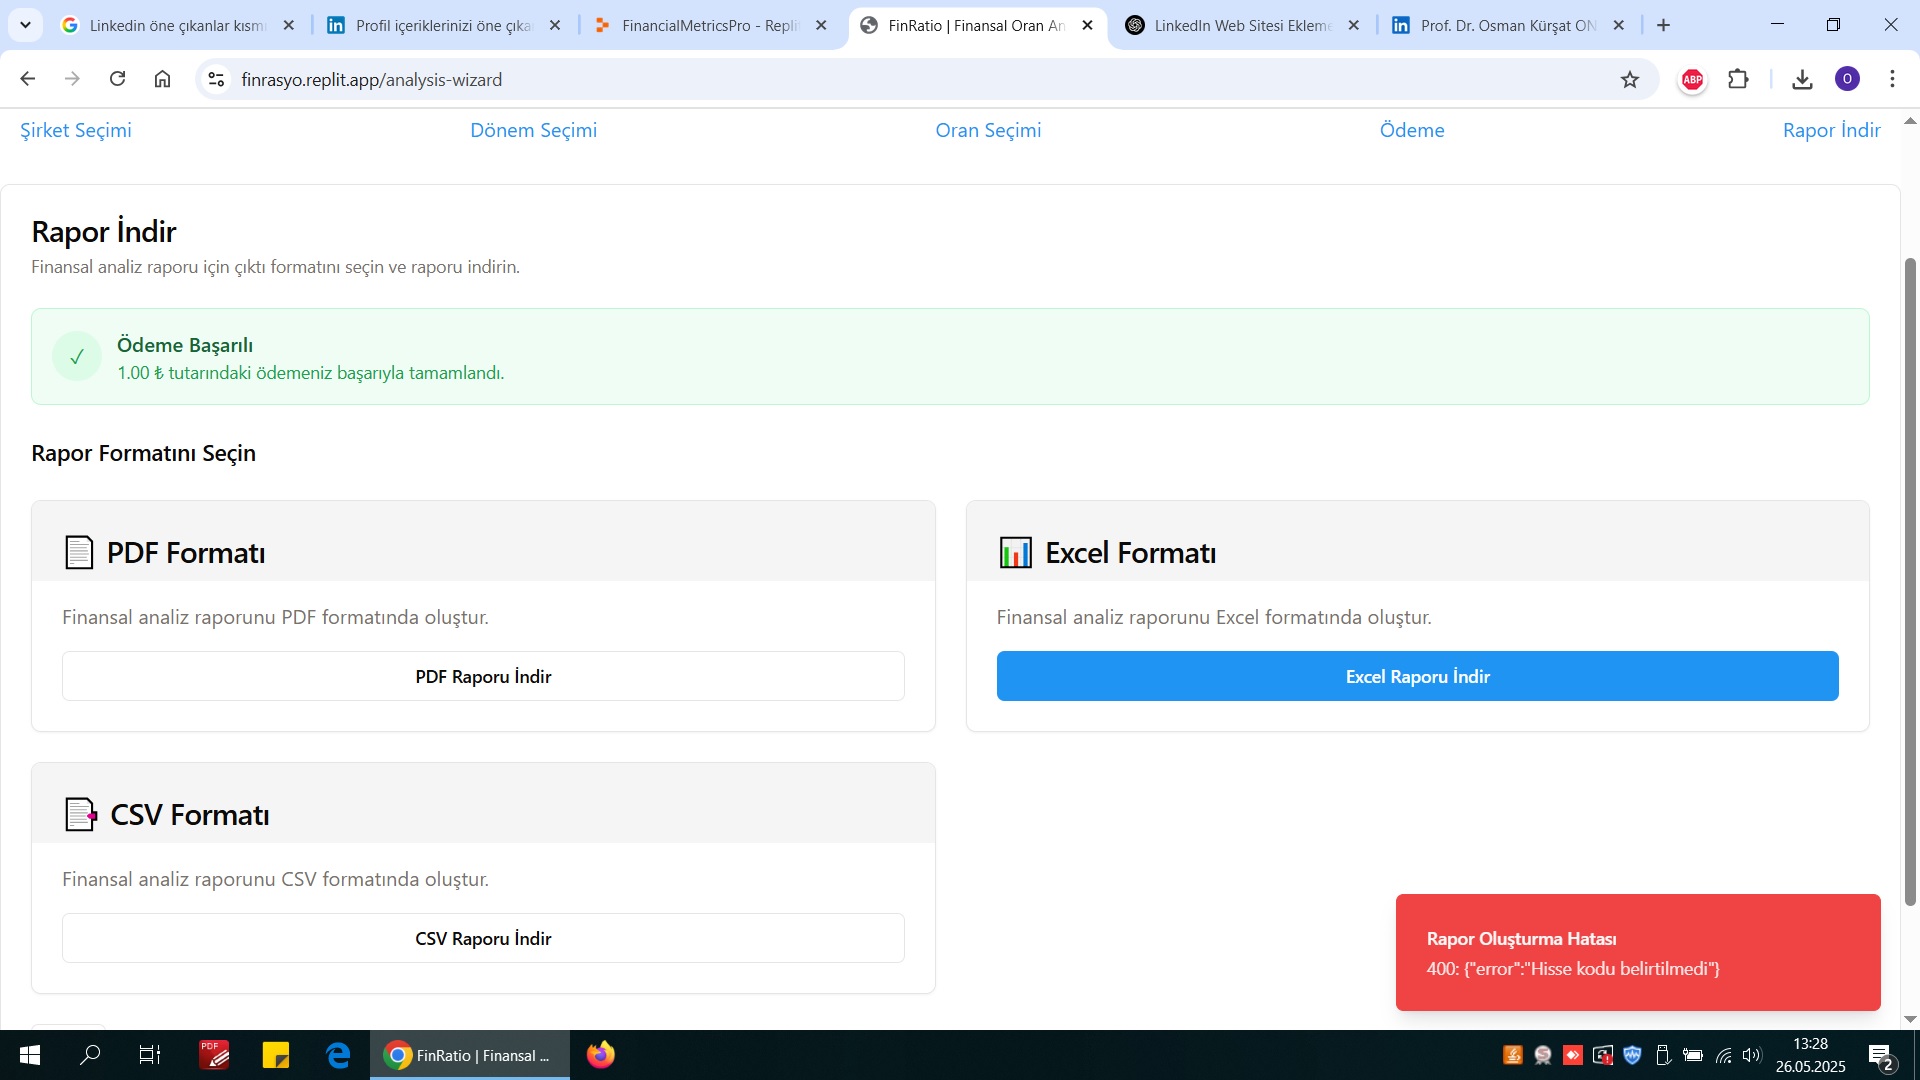 Linkedin öne çıkanlar kısmı
Profil içeriklerinizi öne çıka
FinancialMetricsPro - Repli
FinRatio | Finansal Oran An
LinkedIn Web Sitesi Ekleme
Prof. Dr. Osman Kürşat ON
finrasyo.replit.app/analysis-wizard
ABP
O
Şirket Seçimi
Dönem Seçimi
Oran Seçimi
Ödeme
Rapor İndir
Rapor İndir
Finansal analiz raporu için çıktı formatını seçin ve raporu indirin.
✓
Ödeme Başarılı
1.00 ₺ tutarındaki ödemeniz başarıyla tamamlandı.
Rapor Formatını Seçin
PDF Formatı
Finansal analiz raporunu PDF formatında oluştur.
PDF Raporu İndir
Excel Formatı
Finansal analiz raporunu Excel formatında oluştur.
Excel Raporu İndir
CSV Formatı
Finansal analiz raporunu CSV formatında oluştur.
CSV Raporu İndir
Rapor Oluşturma Hatası
400: {"error":"Hisse kodu belirtilmedi"}
PDF
FinRatio | Finansal ...
13:28
26.05.2025
2